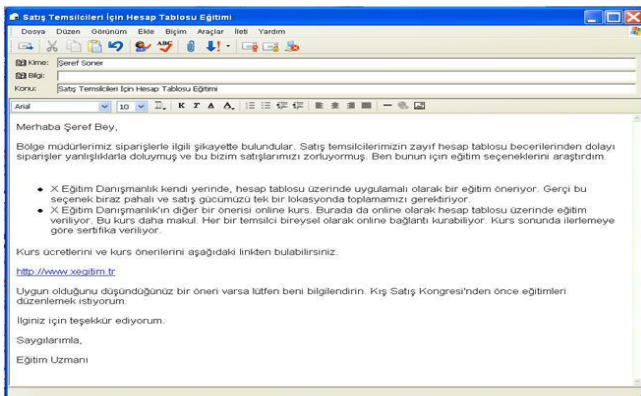 Satış Temsilcileri İçin Hesap Tablosu Eğitimi
Dosya Düzen Görünüm Ekle Biçim Araçlar İleti Yardım
Kime: Şeref Soner
Bilgi:
Konu: Satış Temsilcileri İçin Hesap Tablosu Eğitimi
Arial 10 K T A A
Merhaba Şeref Bey,
Bölge müdürlerimiz siparişlerle ilgili şikayette bulundular. Satış temsilcilerimizin zayıf hesap tablosu becerilerinden dolayı
siparişler yanlışlıklarla doluymuş ve bu bizim satışlarımızı zorluyormuş. Ben bunun için eğitim seçeneklerini araştırdım.
• X Eğitim Danışmanlık kendi yerinde, hesap tablosu üzerinde uygulamalı olarak bir eğitim öneriyor. Gerçi bu
seçenek biraz pahalı ve satış gücümüzü tek bir lokasyonda toplamamızı gerektiriyor.
• X Eğitim Danışmanlık'ın diğer bir önerisi online kurs. Burada da online olarak hesap tablosu üzerinde eğitim
veriliyor. Bu kurs daha makul. Her bir temsilci bireysel olarak online bağlantı kurabiliyor. Kurs sonunda ilerlemeye
göre sertifika veriliyor.
Kurs ücretlerini ve kurs önerilerini aşağıdaki linkten bulabilirsiniz.
http://www.xegitim.tr
Uygun olduğunu düşündüğünüz bir öneri varsa lütfen beni bilgilendirin. Kış Satış Kongresi'nden önce eğitimleri
düzenlemek istiyorum.
İlginiz için teşekkür ediyorum.
Saygılarımla,
Eğitim Uzmanı